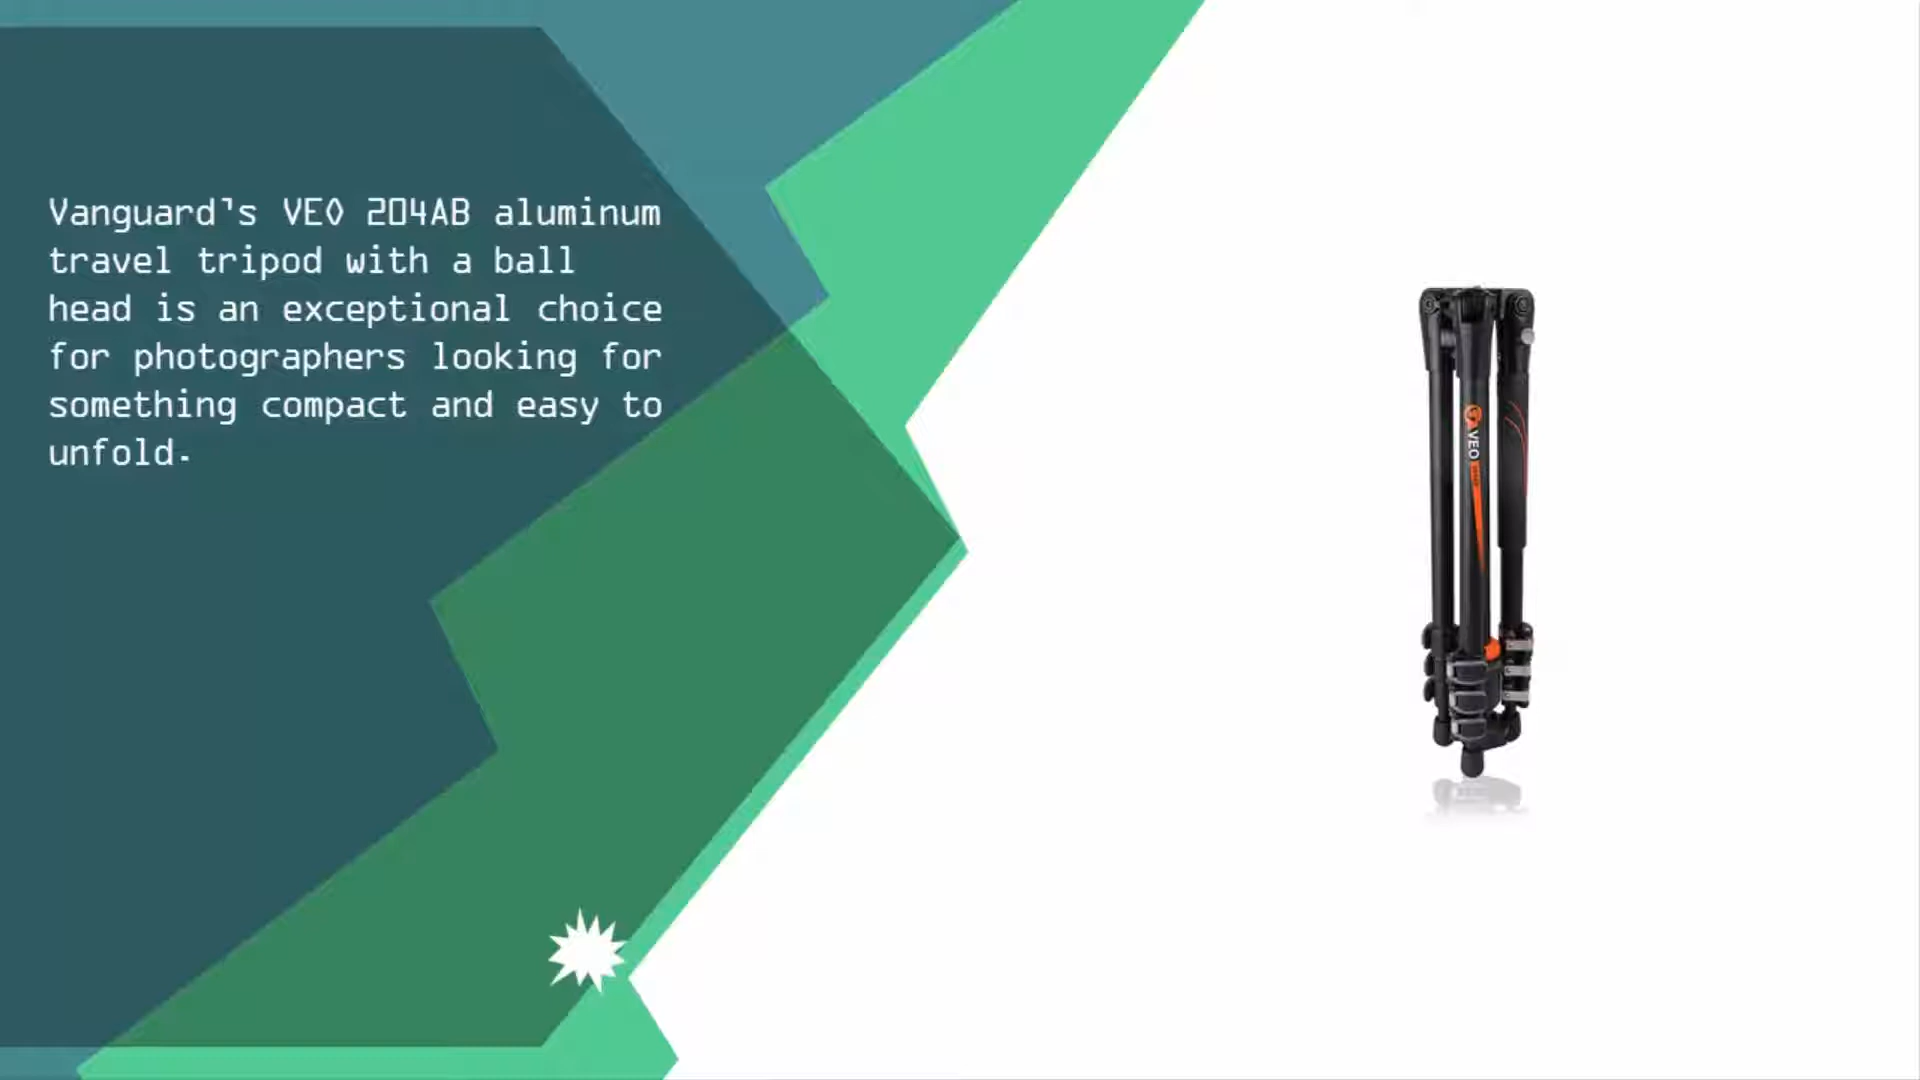 Vanguard's VEO 204AB aluminum
travel tripod with a ball
head is an exceptional choice
for photographers looking for
something compact and easy to
unfold.
VEO